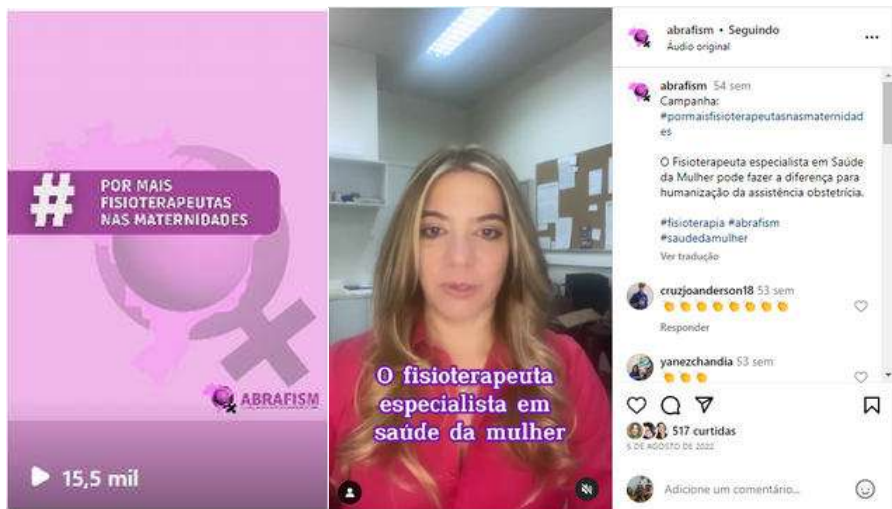 #
POR MAIS
FISIOTERAPEUTAS
NAS MATERNIDADES
ABRAFISM
15,5 mil
O fisioterapeuta
especialista em
saúde da mulher
abrafism • Seguindo
Áudio original
abrafism 54 sem
Campanha:
#pormaisfisioterapeutasnasmaternidad
es
O Fisioterapeuta especialista em Saúde
da Mulher pode fazer a diferença para
humanização da assistência obstetrícia.
#fisioterapia #abrafism
#saudedamulher
Ver tradução
cruzjoanderson18 53 sem
Responder
yanezchandia 53 sem
517 curtidas
5 DE AGOSTO DE 2022
Adicione um comentário...